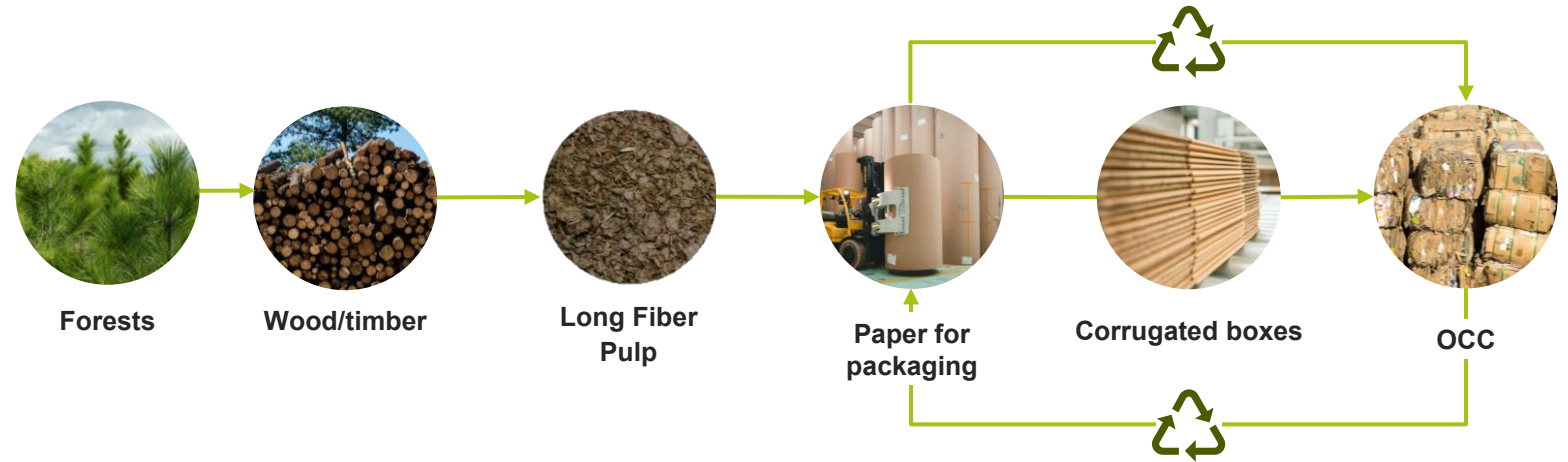 Forests
Wood/timber
Long Fiber
Pulp
Paper for
packaging
Corrugated boxes
OCC